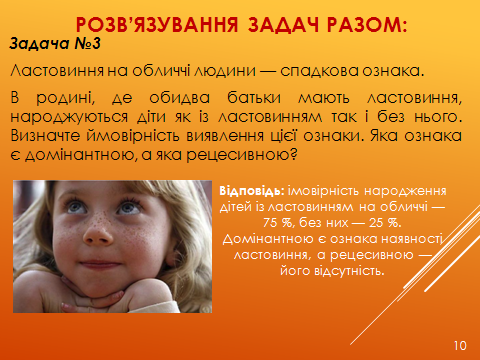 РОЗВ’ЯЗУВАННЯ ЗАДАЧ РАЗОМ:
Задача №3
Ластовиння на обличчі людини — спадкова ознака.
В родині, де обидва батьки мають ластовиння,
народжуються діти як із ластовинням так і без нього.
Визначте ймовірність виявлення цієї ознаки. Яка ознака
є домінантною, а яка рецесивною?
Відповідь: імовірність народження
дітей із ластовинням на обличчі —
75 %, без них — 25 %.
Домінантною є ознака наявності
ластовиння, а рецесивною —
його відсутність.
10